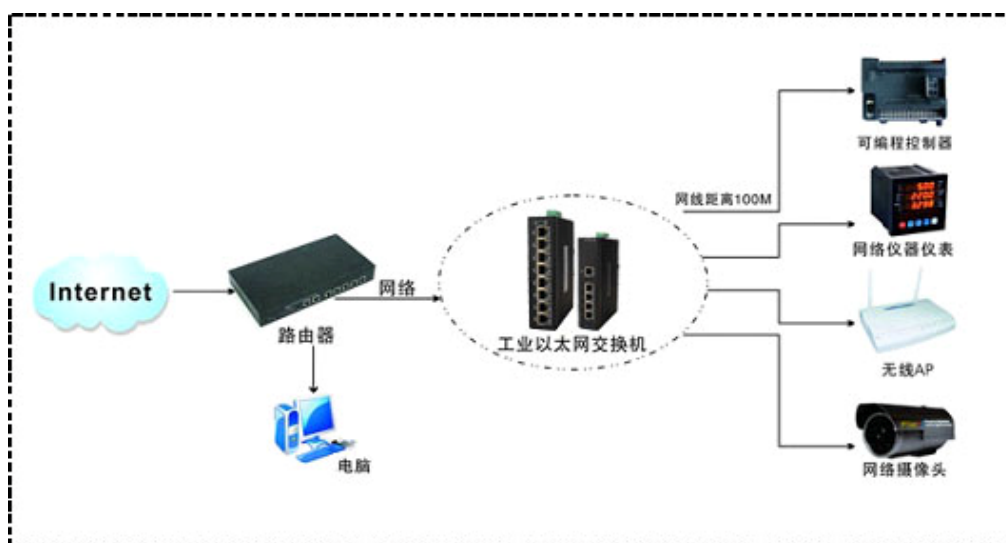 Internet
路由器
电脑
网络
工业以太网交换机
网线距离100M
可编程控制器
网络仪器仪表
无线AP
网络摄像头